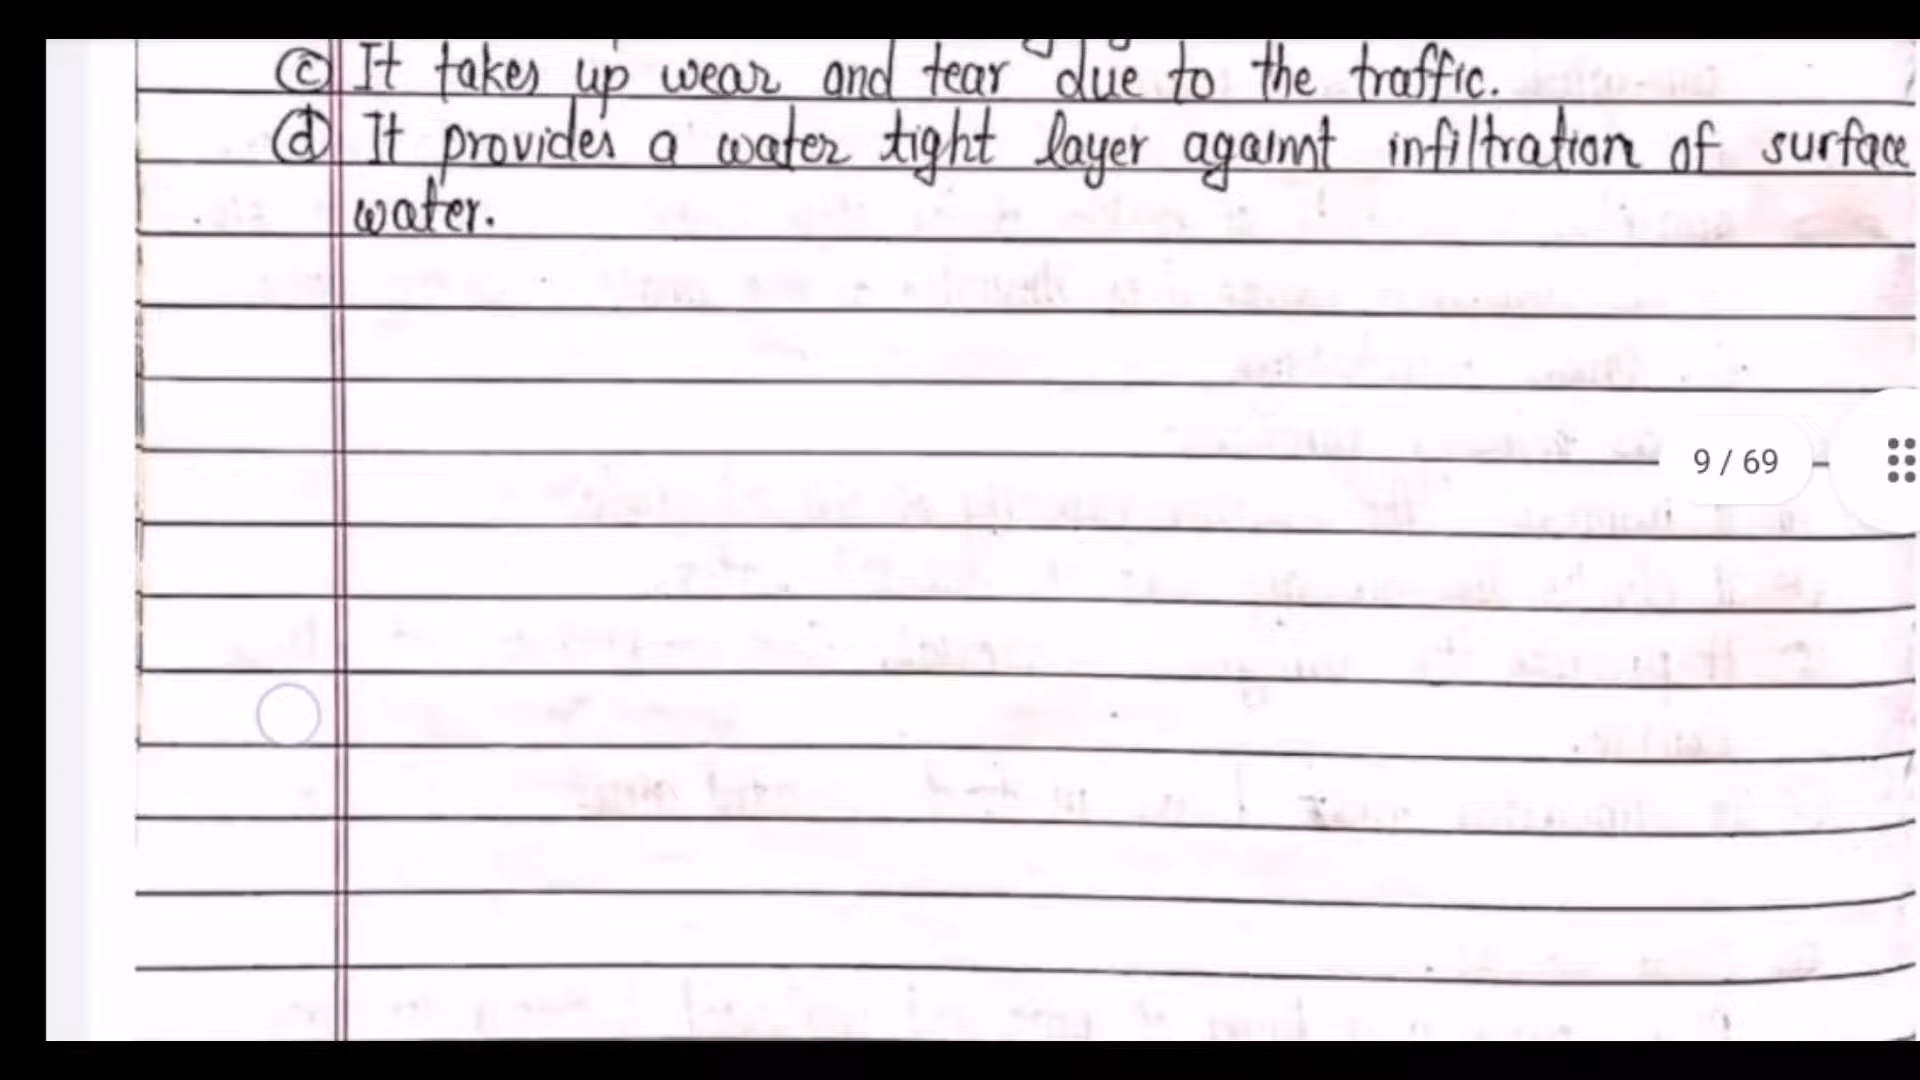 ⓒ It takes up wear and tear due to the traffic.
ⓓ It provides a water tight layer against infiltration of surface
water.
9 / 69